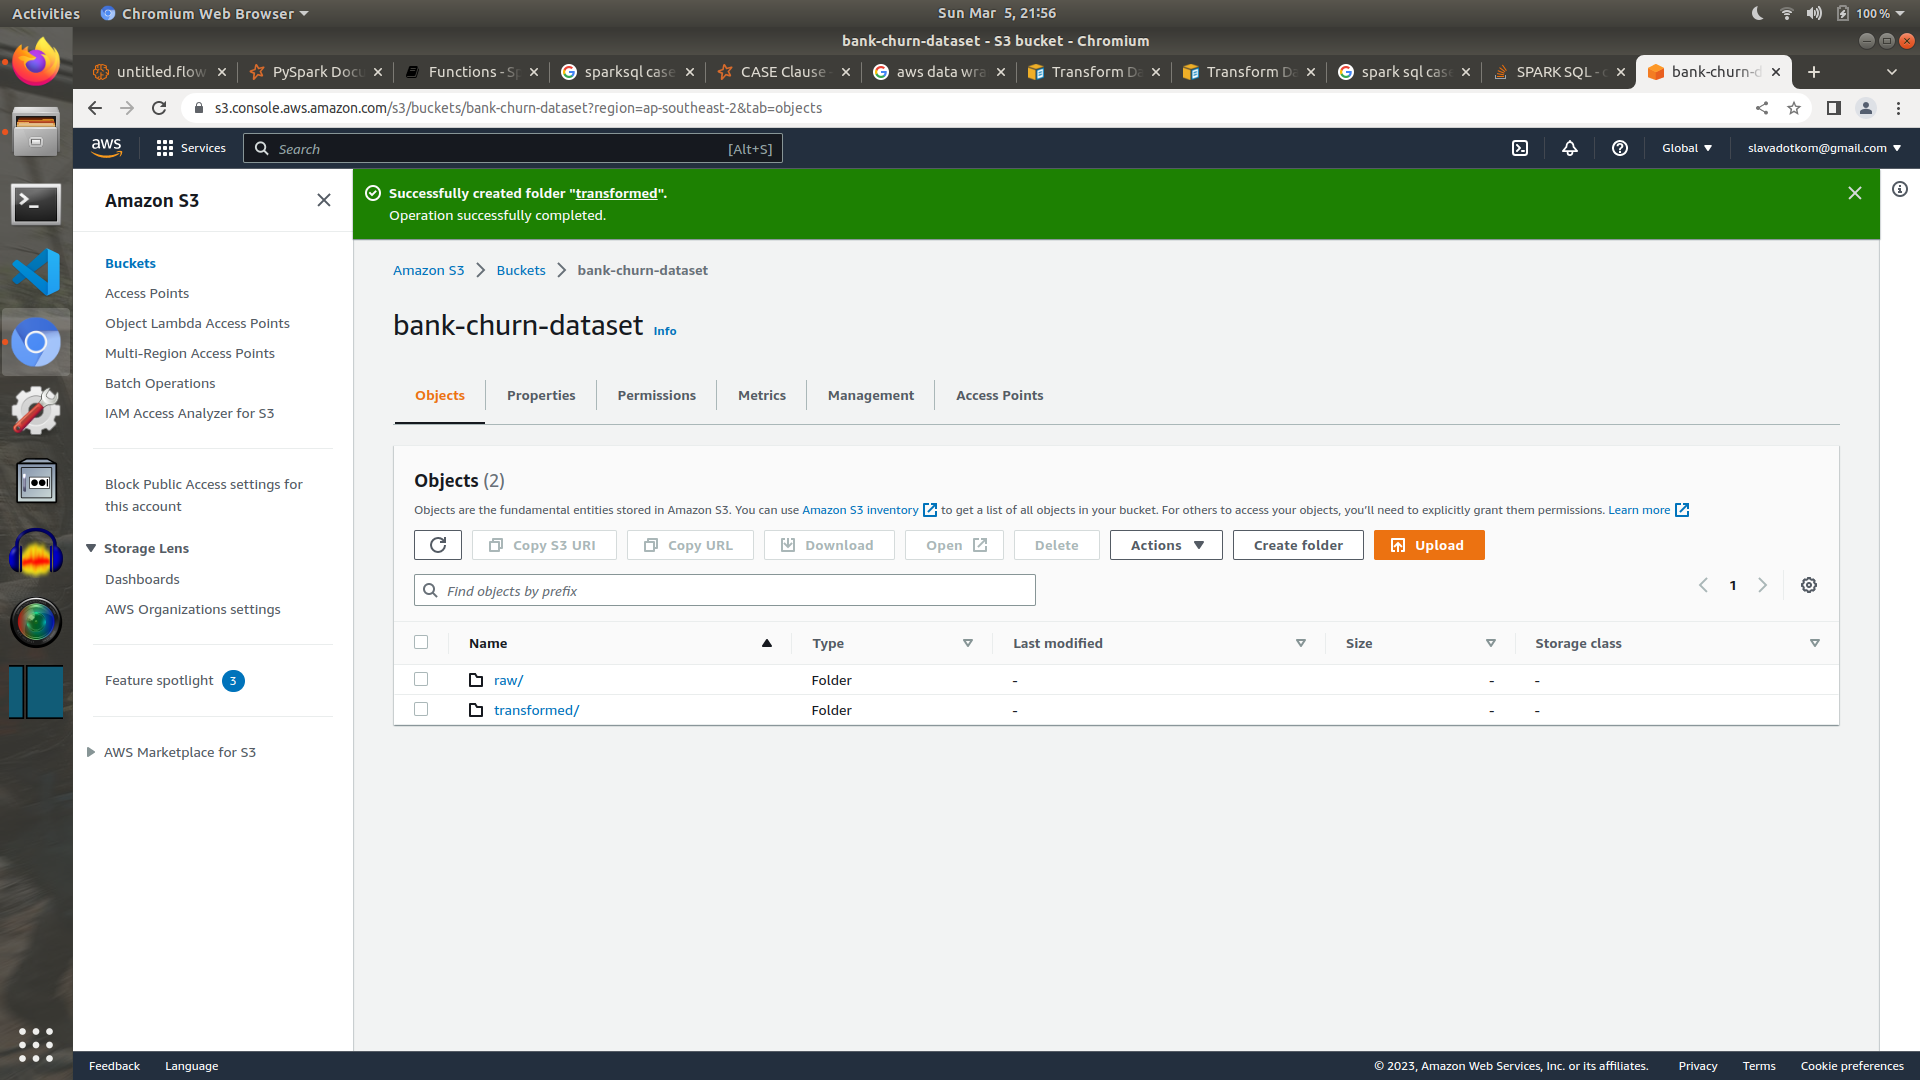 Activities
Chromium Web Browser
Sun Mar 5, 21:56
100 %
bank-churn-dataset - S3 bucket - Chromium
untitled.flow
PySpark Docu
Functions - Sp
sparksql case
CASE Clause -
aws data wra
Transform Da
Transform Da
spark sql case
SPARK SQL - c
bank-churn-d
s3.console.aws.amazon.com/s3/buckets/bank-churn-dataset?region=ap-southeast-2&tab=objects
aws
Services
Search
[Alt+S]
Global
slavadotkom@gmail.com
Amazon S3
Buckets
Access Points
Object Lambda Access Points
Multi-Region Access Points
Batch Operations
IAM Access Analyzer for S3
Block Public Access settings for
this account
Storage Lens
Dashboards
AWS Organizations settings
Feature spotlight 3
AWS Marketplace for S3
Successfully created folder "transformed".
Operation successfully completed.
Amazon S3
Buckets
bank-churn-dataset
bank-churn-dataset Info
Objects
Properties
Permissions
Metrics
Management
Access Points
Objects (2)
Objects are the fundamental entities stored in Amazon S3. You can use Amazon S3 inventory to get a list of all objects in your bucket. For others to access your objects, you'll need to explicitly grant them permissions. Learn more
Copy S3 URI
Copy URL
Download
Open
Delete
Actions
Create folder
Upload
Find objects by prefix
1
Name
Type
Last modified
Size
Storage class
raw/ Folder - - -
transformed/ Folder - - -
Feedback
Language
© 2023, Amazon Web Services, Inc. or its affiliates.
Privacy
Terms
Cookie preferences